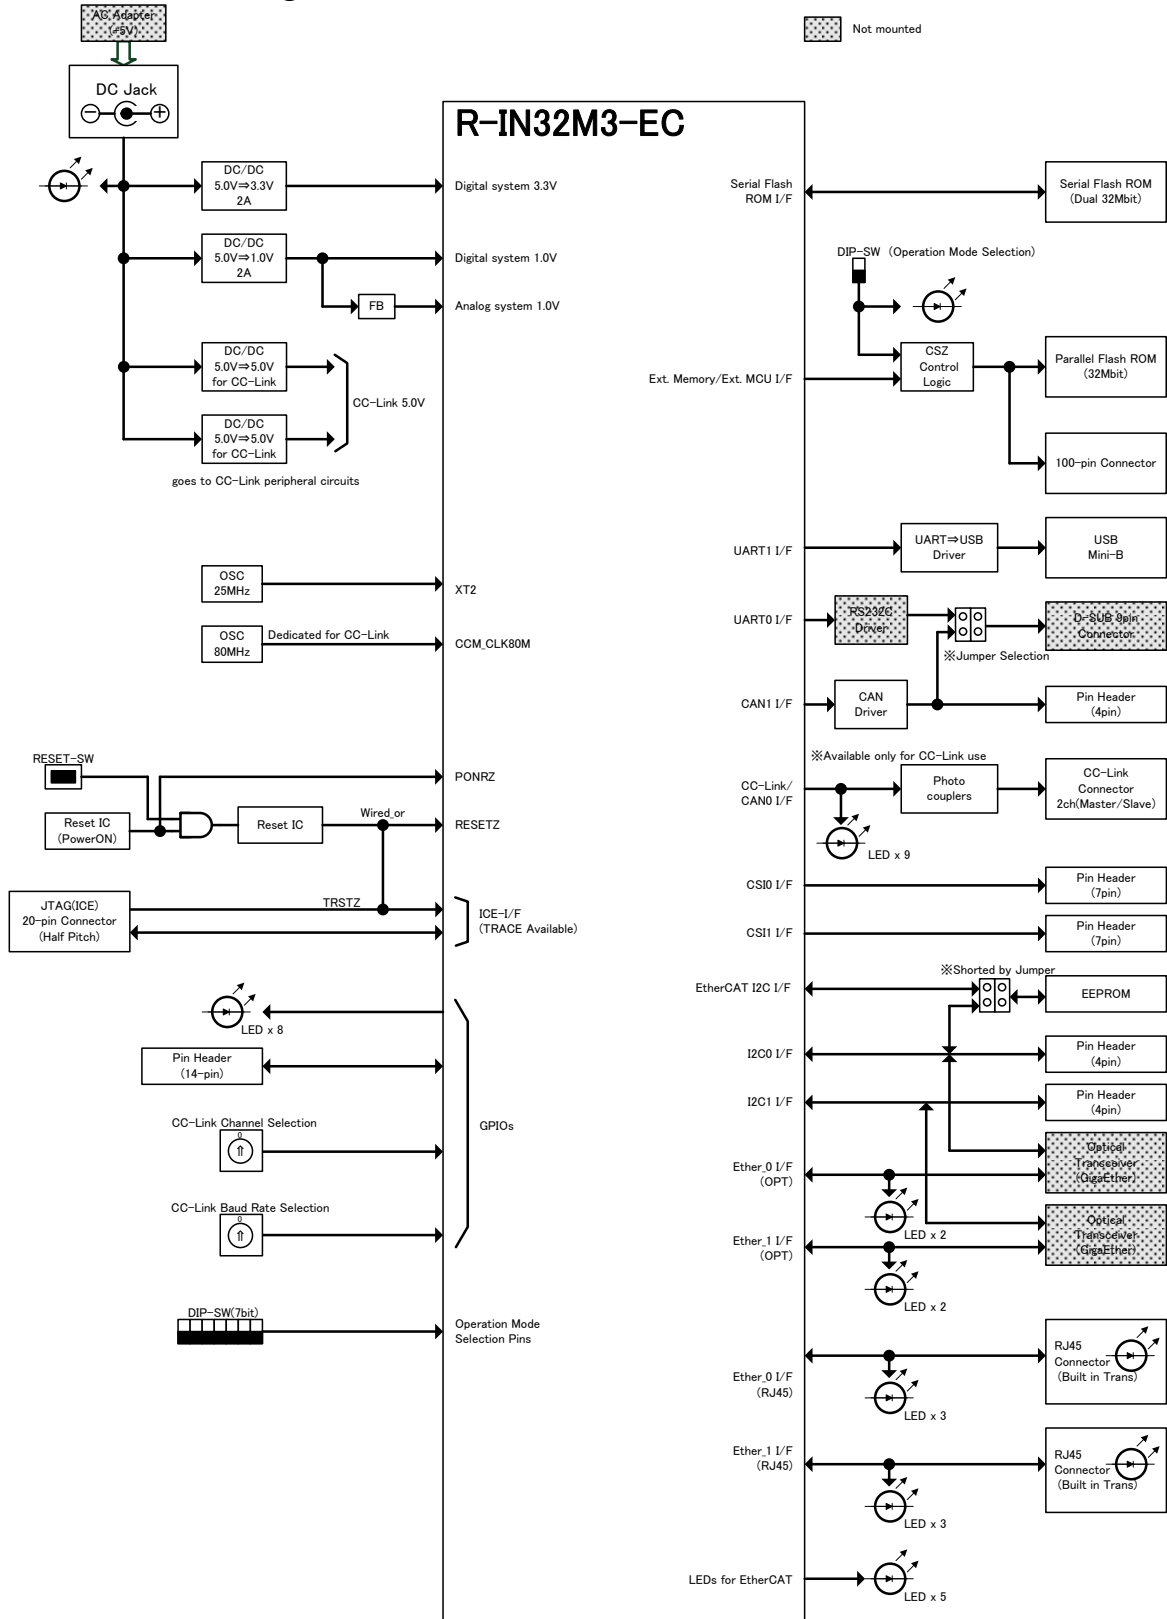 AC Adapter
(+5V)
Not mounted
DC Jack
R-IN32M3-EC
DC/DC
5.0V⇒3.3V
2A
Digital system 3.3V
DC/DC
5.0V⇒1.0V
2A
Digital system 1.0V
FB
Analog system 1.0V
DC/DC
5.0V⇒5.0V
for CC-Link
CC-Link 5.0V
DC/DC
5.0V⇒5.0V
for CC-Link
goes to CC-Link peripheral circuits
OSC
25MHz
XT2
OSC
80MHz
Dedicated for CC-Link
CCM_CLK80M
RESET-SW
PONRZ
Reset IC
(PowerON)
Reset IC
Wired_or
RESETZ
JTAG(ICE)
20-pin Connector
(Half Pitch)
TRSTZ
ICE-I/F
(TRACE Available)
LED x 8
Pin Header
(14-pin)
CC-Link Channel Selection
0
⇑
GPIOs
CC-Link Baud Rate Selection
0
⇑
DIP-SW(7bit)
Operation Mode
Selection Pins
Serial Flash
ROM I/F
Serial Flash ROM
(Dual 32Mbit)
DIP-SW (Operation Mode Selection)
Ext. Memory/Ext. MCU I/F
CSZ
Control
Logic
Parallel Flash ROM
(32Mbit)
100-pin Connector
UART1 I/F
UART⇒USB
Driver
USB
Mini-B
UART0 I/F
RS232C
Driver
※Jumper Selection
D-SUB 9pin
Connector
CAN1 I/F
CAN
Driver
Pin Header
(4pin)
※Available only for CC-Link use
CC-Link/
CAN0 I/F
Photo
couplers
CC-Link
Connector
2ch(Master/Slave)
LED x 9
CSI0 I/F
Pin Header
(7pin)
CSI1 I/F
Pin Header
(7pin)
※Shorted by Jumper
EtherCAT I2C I/F
EEPROM
I2C0 I/F
Pin Header
(4pin)
I2C1 I/F
Pin Header
(4pin)
Optical
Transceiver
(GigaEther)
Ether_0 I/F
(OPT)
LED x 2
Optical
Transceiver
(GigaEther)
Ether_1 I/F
(OPT)
LED x 2
Ether_0 I/F
(RJ45)
LED x 3
RJ45
Connector
(Built in Trans)
Ether_1 I/F
(RJ45)
LED x 3
RJ45
Connector
(Built in Trans)
LEDs for EtherCAT
LED x 5